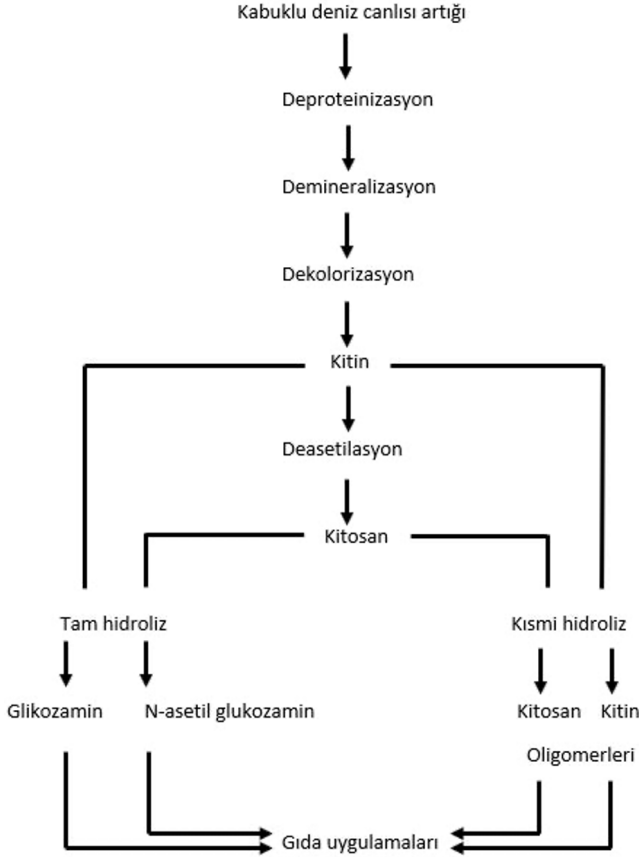 Kabuklu deniz canlısı artığı
Deproteinizasyon
Demineralizasyon
Dekolorizasyon
Kitin
Deasetilasyon
Kitosan
Tam hidroliz
Kısmi hidroliz
Glikozamin
N-asetil glukozamin
Kitosan
Kitin
Oligomerleri
Gıda uygulamaları